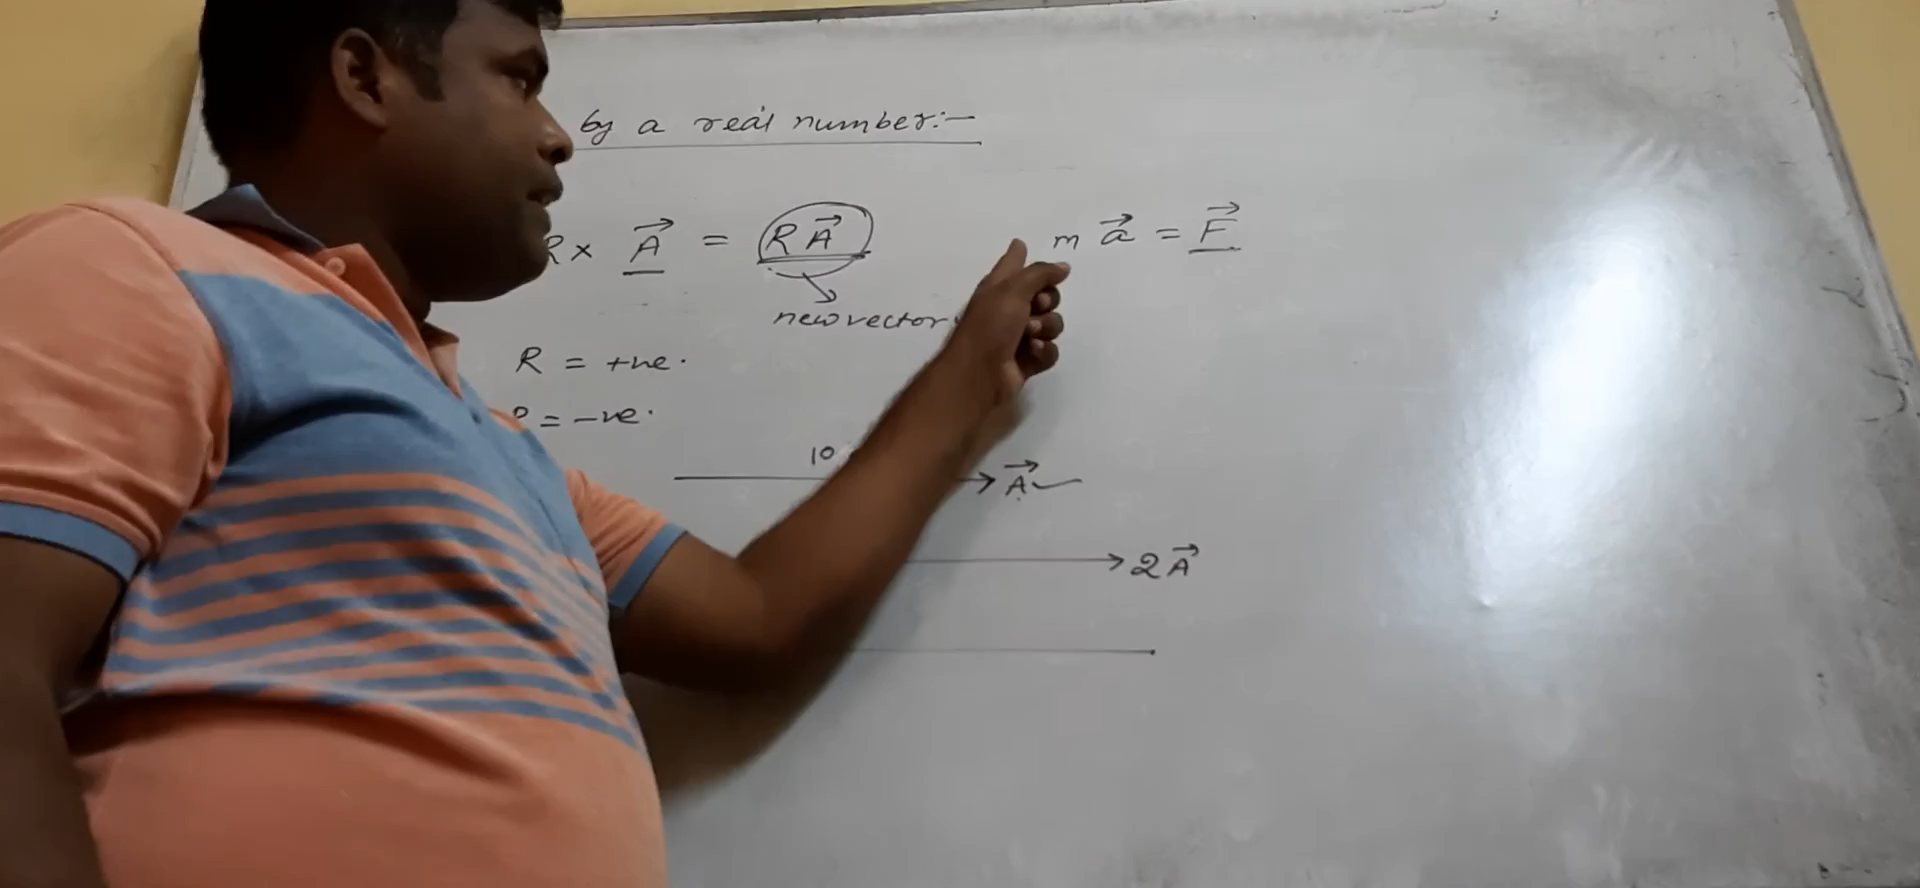 by a real number:-
R × A⃗ = RA⃗
m a⃗ = F⃗
new vector
R = +ve.
= -ve.
10
A⃗
2A⃗